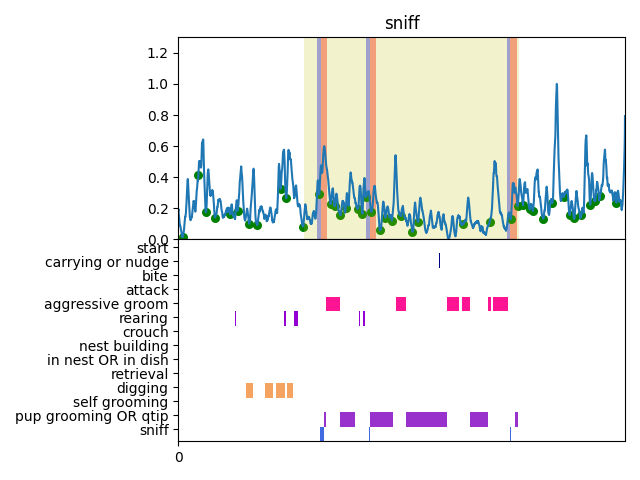 sniff
1.2
1.0
0.8
0.6
0.4
0.2
0.0
start
carrying or nudge
bite
attack
aggressive groom
rearing
crouch
nest building
in nest OR in dish
retrieval
digging
self grooming
pup grooming OR qtip
sniff
0